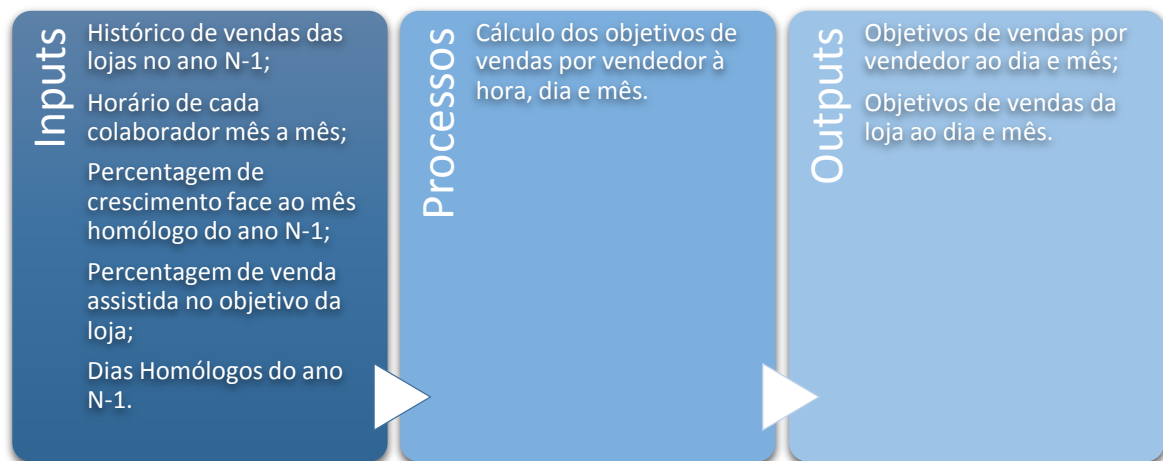 Inputs
Histórico de vendas das
lojas no ano N-1;
Horário de cada
colaborador mês a mês;
Percentagem de
crescimento face ao mês
homólogo do ano N-1;
Percentagem de venda
assistida no objetivo da
loja;
Dias Homólogos do ano
N-1.
Processos
Cálculo dos objetivos de
vendas por vendedor à
hora, dia e mês.
Outputs
Objetivos de vendas por
vendedor ao dia e mês;
Objetivos de vendas da
loja ao dia e mês.